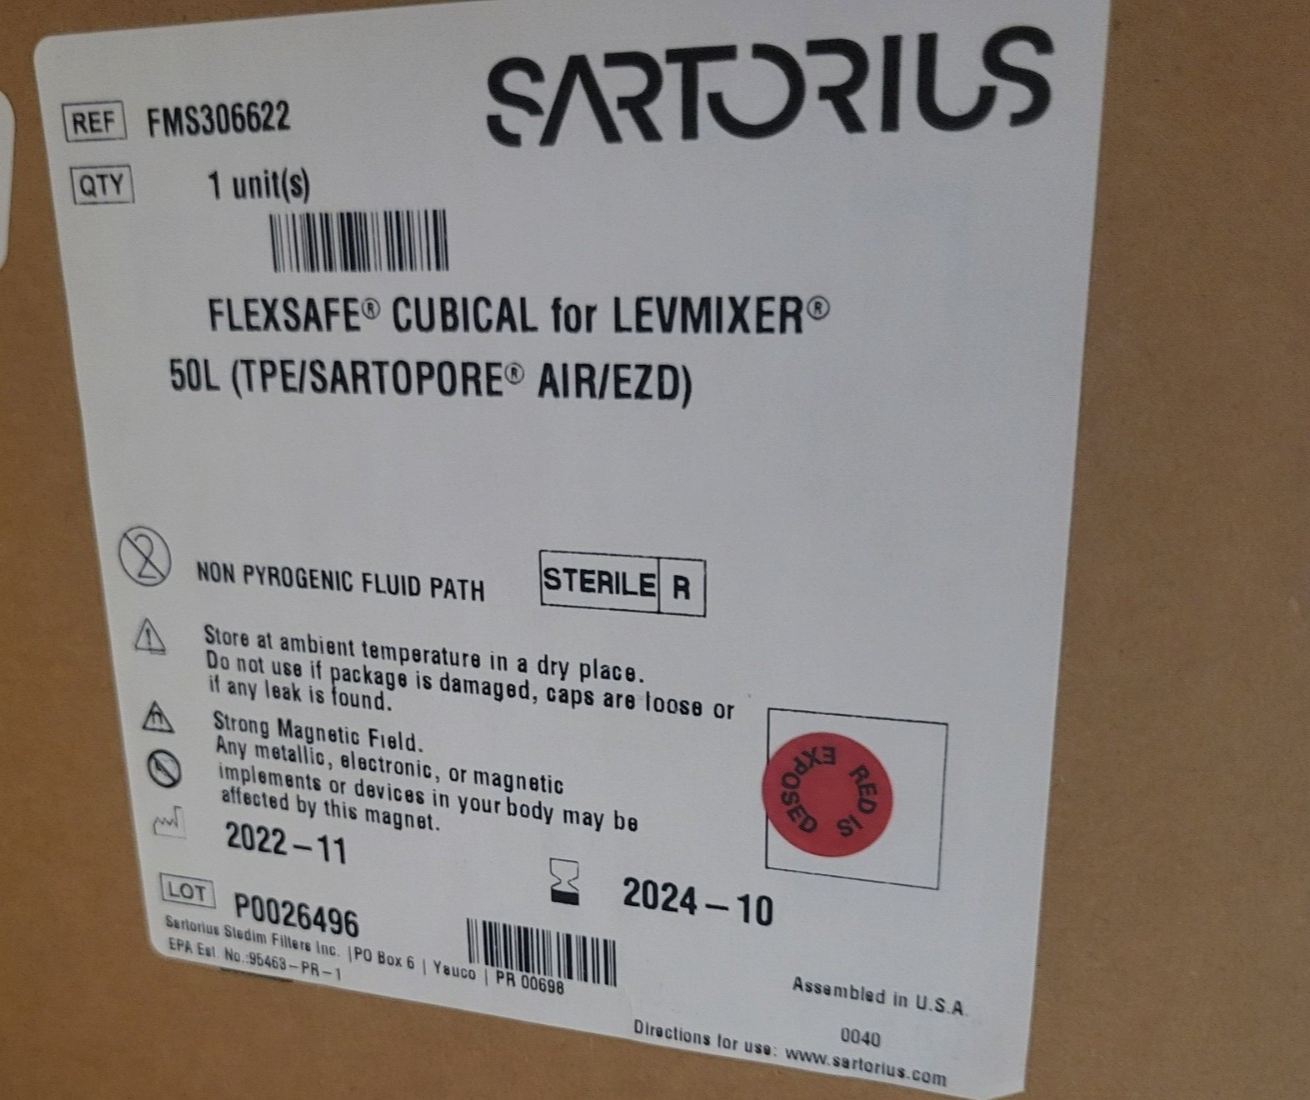 SARTORIUS
REF FMS306622
QTY 1 unit(s)
FLEXSAFE® CUBICAL for LEVMIXER®
50L (TPE/SARTOPORE® AIR/EZD)
2
NON PYROGENIC FLUID PATH
STERILE R
Store at ambient temperature in a dry place.
Do not use if package is damaged, caps are loose or
if any leak is found.
Strong Magnetic Field.
Any metallic, electronic, or magnetic
implements or devices in your body may be
affected by this magnet.
RED IS EXPOSED
2022-11
2024-10
LOT P0026496
Sartorius Stedim Filters Inc. | PO Box 6 | Yauco | PR 00698
EPA Est. No.:95463-PR-1
Assembled in U.S.A.
0040
Directions for use: www.sartorius.com